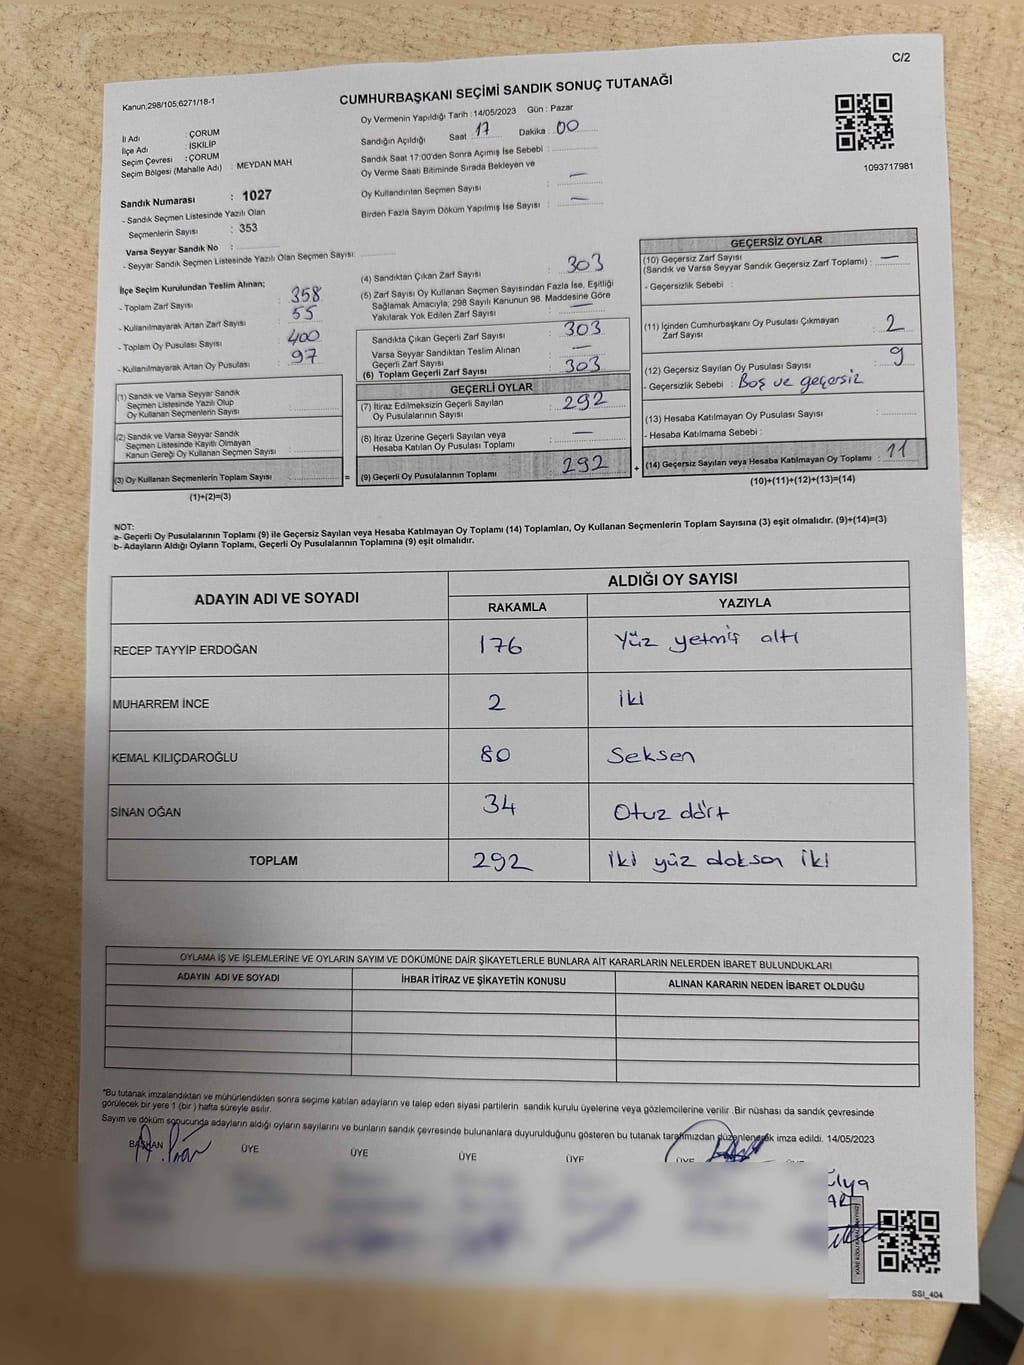 C/2
Kanun;298/105;6271/18-1
CUMHURBAŞKANI SEÇİMİ SANDIK SONUÇ TUTANAĞI
Oy Vermenin Yapıldığı Tarih : 14/05/2023 Gün : Pazar
İl Adı : ÇORUM
İlçe Adı : İSKİLİP
Seçim Çevresi : ÇORUM
Seçim Bölgesi (Mahalle Adı) : MEYDAN MAH
Sandık Numarası : 1027
- Sandık Seçmen Listesinde Yazılı Olan
Seçmenlerin Sayısı : 353
Varsa Seyyar Sandık No :
- Seyyar Sandık Seçmen Listesinde Yazılı Olan Seçmen Sayısı:
Sandığın Açıldığı Saat : 17 Dakika : 00
Sandık Saat 17:00'den Sonra Açımış İse Sebebi :
Oy Verme Saati Bitiminde Sırada Bekleyen ve
Oy Kullandırılan Seçmen Sayısı : —
Birden Fazla Sayım Döküm Yapılmış İse Sayısı : —
1093717981
İlçe Seçim Kurulundan Teslim Alınan;
- Toplam Zarf Sayısı : 358
- Kullanılmayarak Artan Zarf Sayısı : 55
- Toplam Oy Pusulası Sayısı : 400
- Kullanılmayarak Artan Oy Pusulası : 97
(1) Sandık ve Varsa Seyyar Sandık
Seçmen Listesinde Yazılı Olup
Oy Kullanan Seçmenlerin Sayısı :
(2) Sandık ve Varsa Seyyar Sandık
Seçmen Listesinde Kayıtlı Olmayan
Kanun Gereği Oy Kullanan Seçmen Sayısı :
(3) Oy Kullanan Seçmenlerin Toplam Sayısı : =
(1)+(2)=(3)
(4) Sandıktan Çıkan Zarf Sayısı : 303
(5) Zarf Sayısı Oy Kullanan Seçmen Sayısından Fazla İse, Eşitliği
Sağlamak Amacıyla; 298 Sayılı Kanunun 98. Maddesine Göre
Yakılarak Yok Edilen Zarf Sayısı : —
Sandıkta Çıkan Geçerli Zarf Sayısı : 303
Varsa Seyyar Sandıktan Teslim Alınan
Geçerli Zarf Sayısı : —
(6) Toplam Geçerli Zarf Sayısı : 303
GEÇERLİ OYLAR
(7) İtiraz Edilmeksizin Geçerli Sayılan
Oy Pusulalarının Sayısı : 292
(8) İtiraz Üzerine Geçerli Sayılan veya
Hesaba Katılan Oy Pusulası Toplamı : —
(9) Geçerli Oy Pusulalarının Toplamı : 292 +
GEÇERSİZ OYLAR
(10) Geçersiz Zarf Sayısı
(Sandık ve Varsa Seyyar Sandık Geçersiz Zarf Toplamı) : —
- Geçersizlik Sebebi :
(11) İçinden Cumhurbaşkanı Oy Pusulası Çıkmayan
Zarf Sayısı : 2
(12) Geçersiz Sayılan Oy Pusulası Sayısı : 9
- Geçersizlik Sebebi : Boş ve geçersiz
(13) Hesaba Katılmayan Oy Pusulası Sayısı :
- Hesaba Katılmama Sebebi :
(14) Geçersiz Sayılan veya Hesaba Katılmayan Oy Toplamı : 11
(10)+(11)+(12)+(13)=(14)
NOT:
a- Geçerli Oy Pusulalarının Toplamı (9) ile Geçersiz Sayılan veya Hesaba Katılmayan Oy Toplamı (14) Toplamları, Oy Kullanan Seçmenlerin Toplam Sayısına (3) eşit olmalıdır. (9)+(14)=(3)
b- Adayların Aldığı Oyların Toplamı, Geçerli Oy Pusulalarının Toplamına (9) eşit olmalıdır.
ADAYIN ADI VE SOYADI ALDIĞI OY SAYISI
RAKAMLA YAZIYLA
RECEP TAYYİP ERDOĞAN 176 Yüz yetmiş altı
MUHARREM İNCE 2 İki
KEMAL KILIÇDAROĞLU 80 Seksen
SİNAN OĞAN 34 Otuz dört
TOPLAM 292 İki yüz doksan iki
OYLAMA İŞ VE İŞLEMLERİNE VE OYLARIN SAYIM VE DÖKÜMÜNE DAİR ŞİKAYETLERLE BUNLARA AİT KARARLARIN NELERDEN İBARET BULUNDUKLARI
ADAYIN ADI VE SOYADI İHBAR İTİRAZ VE ŞİKAYETİN KONUSU ALINAN KARARIN NEDEN İBARET OLDUĞU
*Bu tutanak imzalandıktan ve mühürlendikten sonra seçime katılan adayların ve talep eden siyasi partilerin sandık kurulu üyelerine veya gözlemcilerine verilir .Bir nüshası da sandık çevresinde
görülecek bir yere 1 (bir ) hafta süreyle asılır.
Sayım ve döküm sonucunda adayların aldığı oyların sayılarını ve bunların sandık çevresinde bulunanlara duyurulduğunu gösteren bu tutanak tarafımızdan düzenlenerek imza edildi. 14/05/2023
BAŞKAN ÜYE ÜYE ÜYE ÜYE ÜYE ÜYE
SSI_404